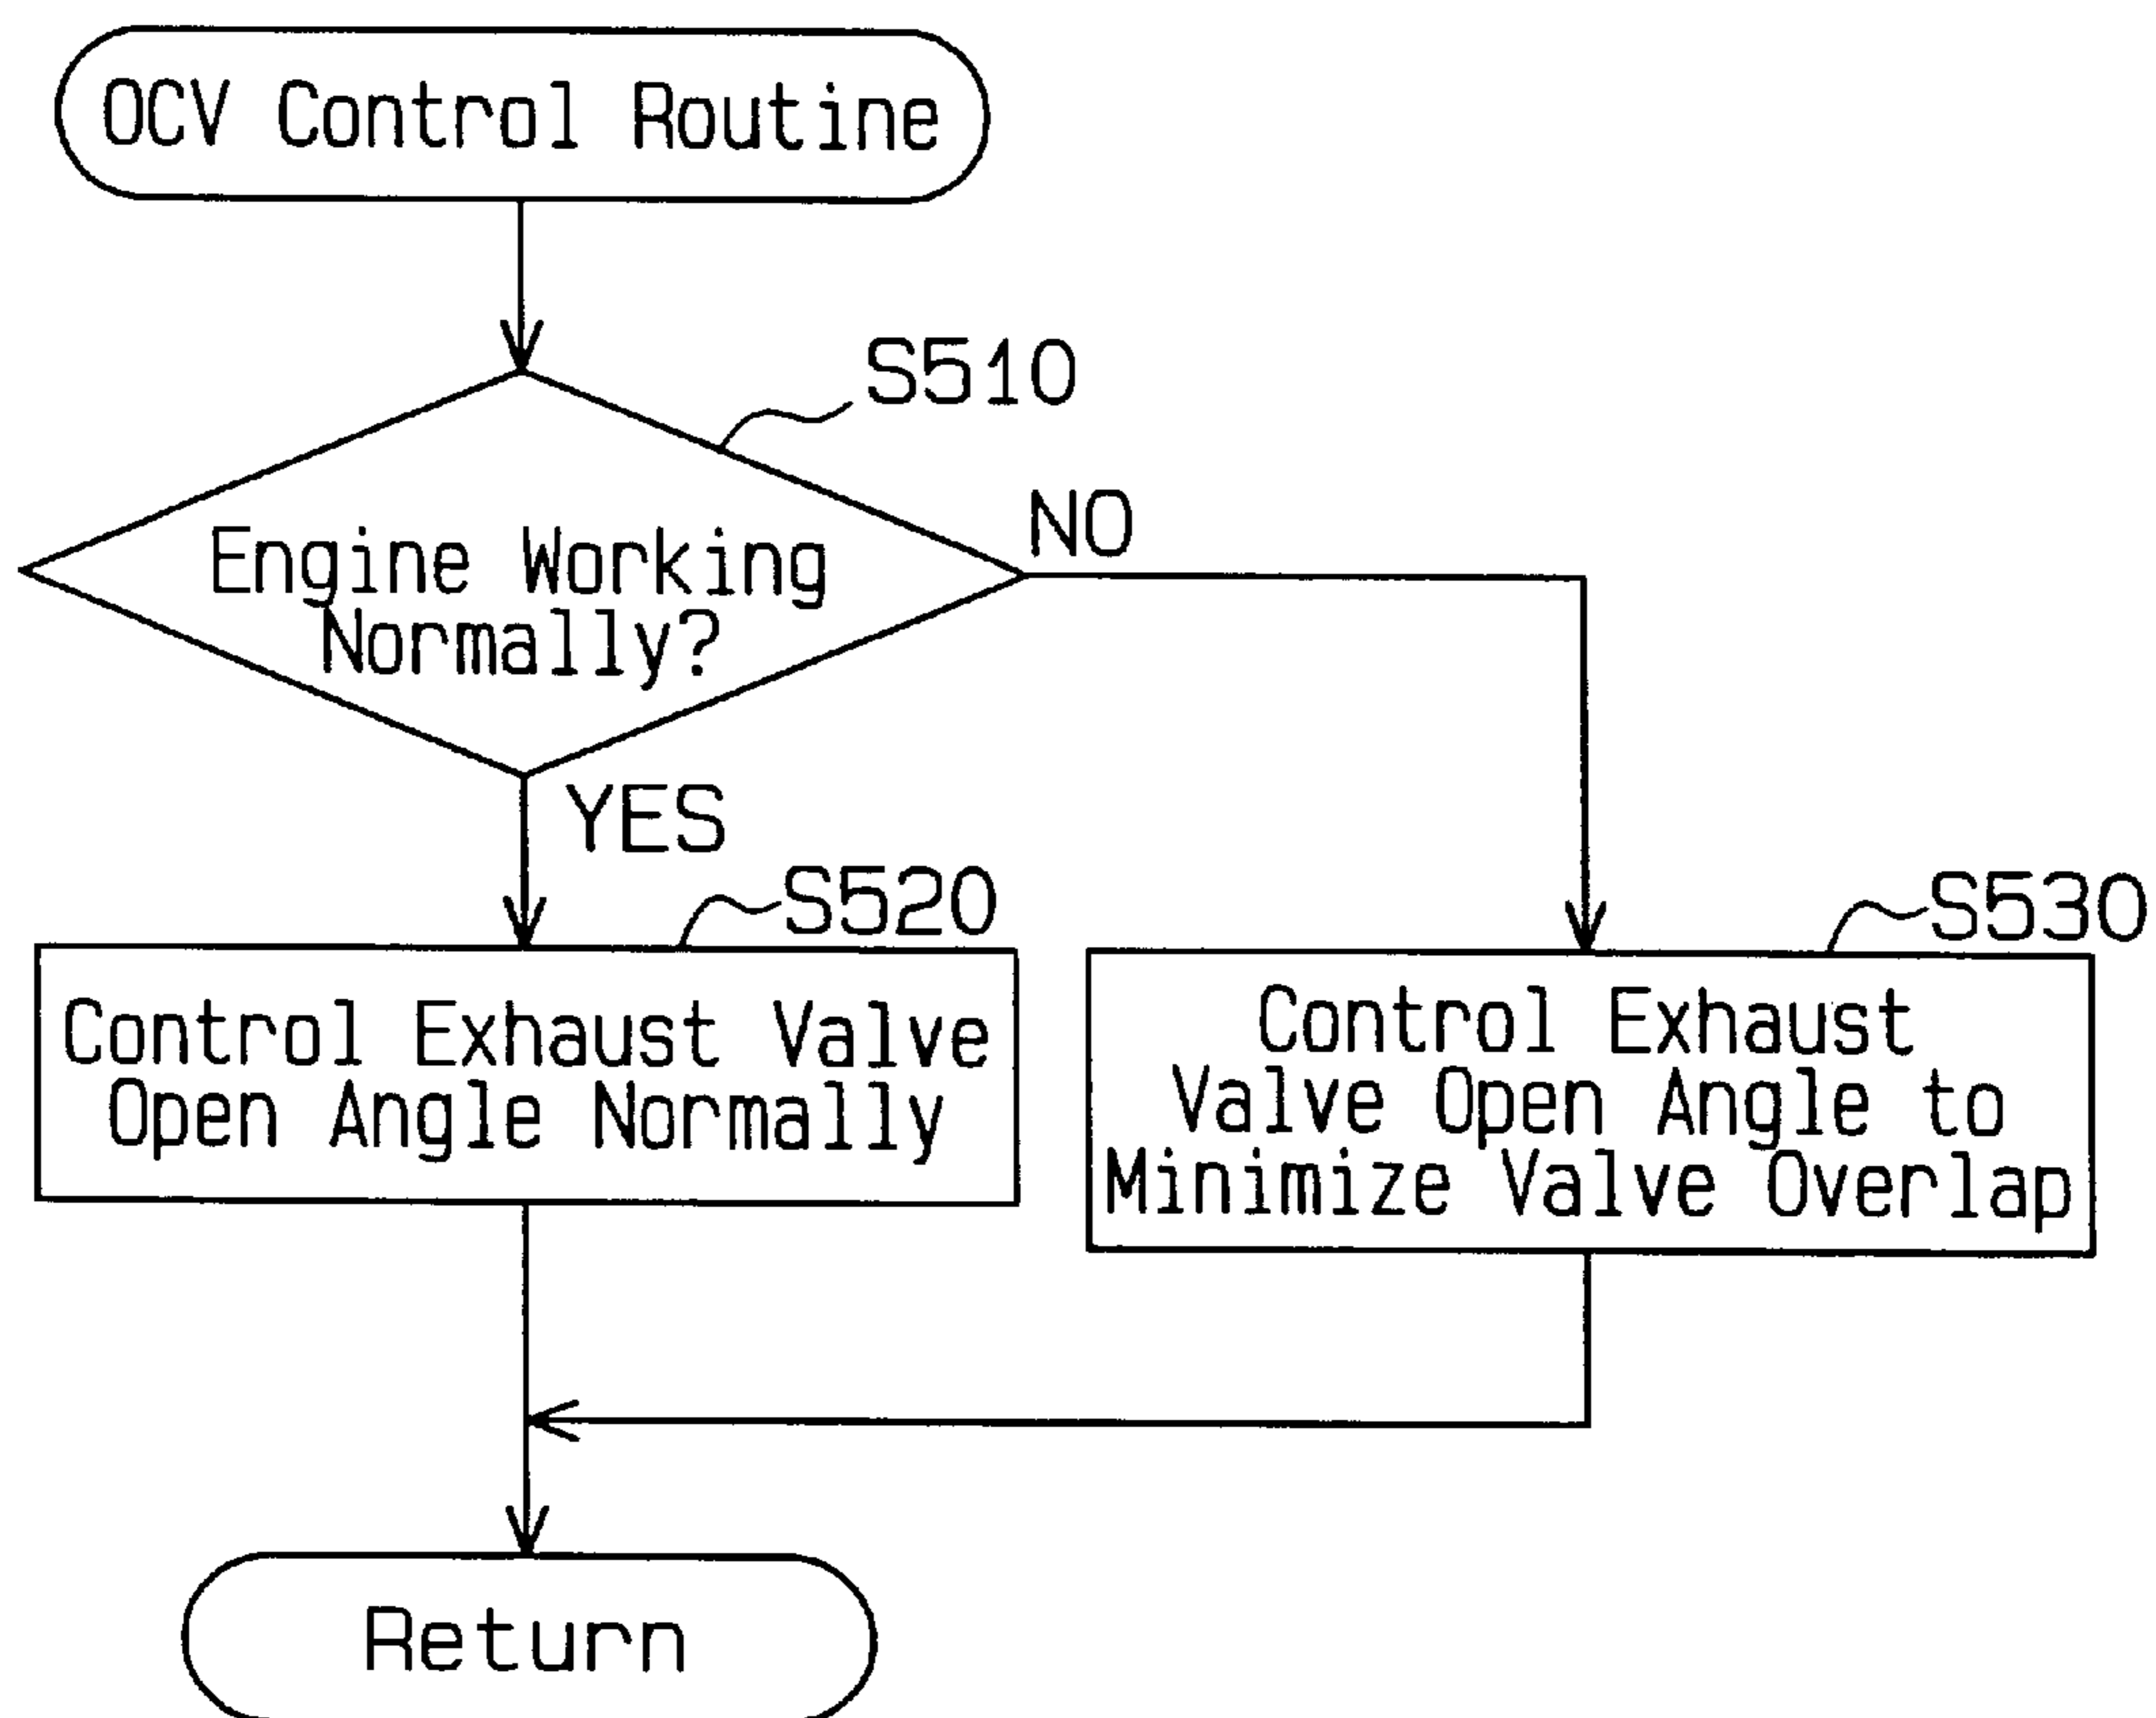 OCV Control Routine
S510
Engine Working
Normally?
NO
YES
S520
Control Exhaust Valve
Open Angle Normally
S530
Control Exhaust
Valve Open Angle to
Minimize Valve Overlap
Return